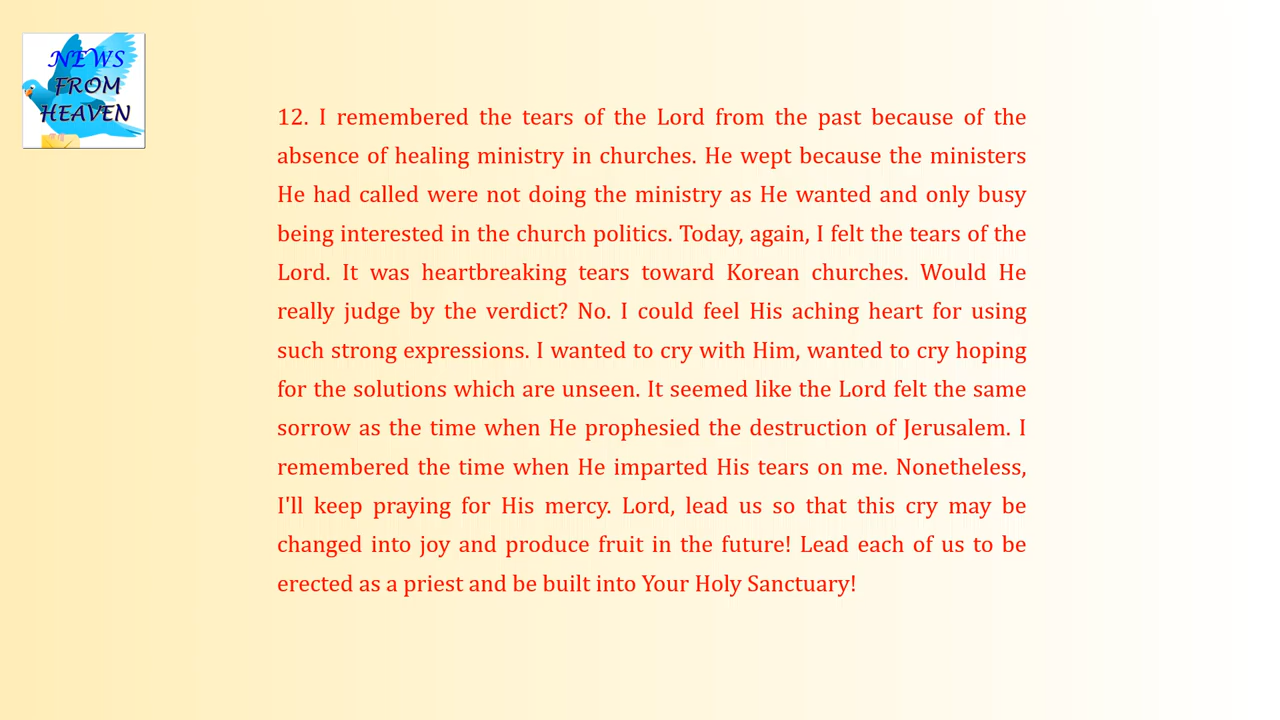 NEWS
FROM
HEAVEN
12. I remembered the tears of the Lord from the past because of the
absence of healing ministry in churches. He wept because the ministers
He had called were not doing the ministry as He wanted and only busy
being interested in the church politics. Today, again, I felt the tears of the
Lord. It was heartbreaking tears toward Korean churches. Would He
really judge by the verdict? No. I could feel His aching heart for using
such strong expressions. I wanted to cry with Him, wanted to cry hoping
for the solutions which are unseen. It seemed like the Lord felt the same
sorrow as the time when He prophesied the destruction of Jerusalem. I
remembered the time when He imparted His tears on me. Nonetheless,
I'll keep praying for His mercy. Lord, lead us so that this cry may be
changed into joy and produce fruit in the future! Lead each of us to be
erected as a priest and be built into Your Holy Sanctuary!